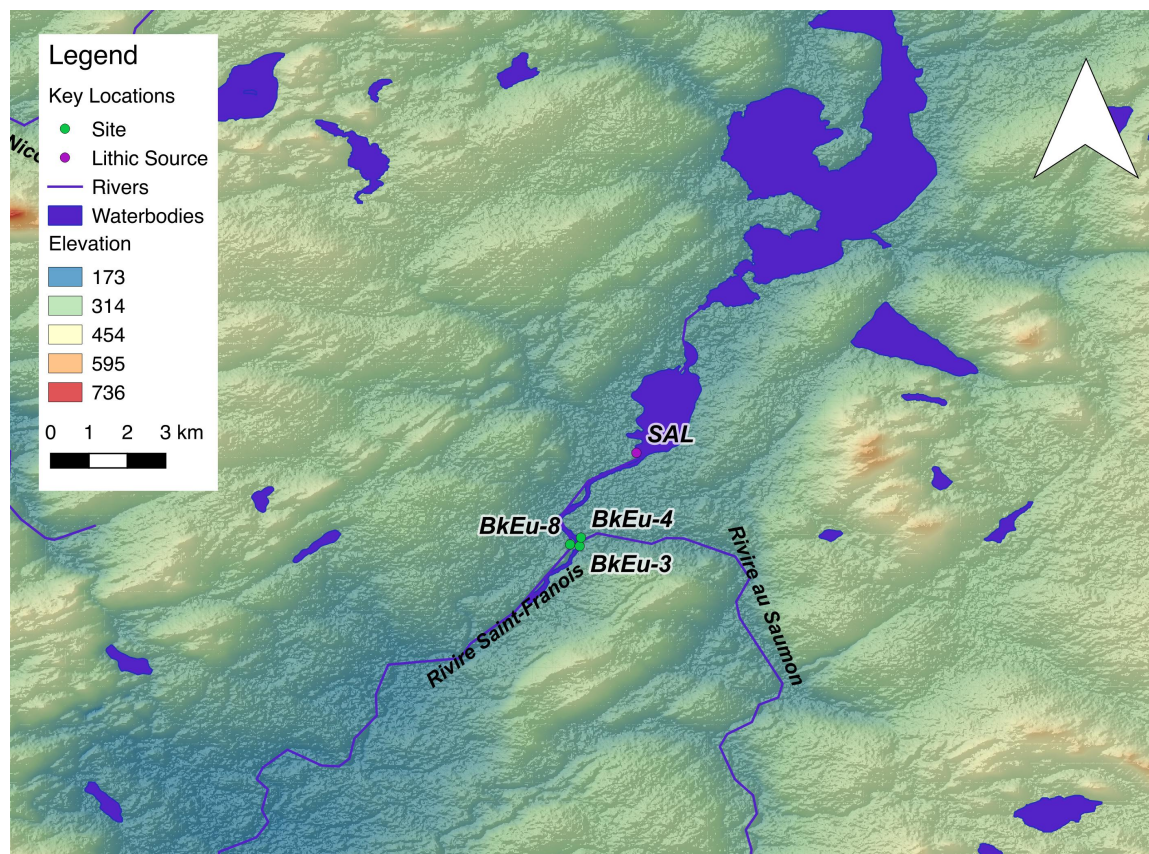 Legend
Key Locations
Site
Lithic Source
Rivers
Waterbodies
Elevation
173
314
454
595
736
0 1 2 3 km
Nico
SAL
BkEu-8
BkEu-4
BkEu-3
Rivire Saint-Franois
Rivire au Saumon